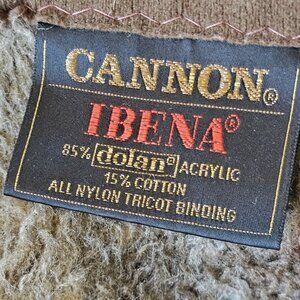 CANNON®
IBENA®
85% dolan® ACRYLIC
15% COTTON
ALL NYLON TRICOT BINDING